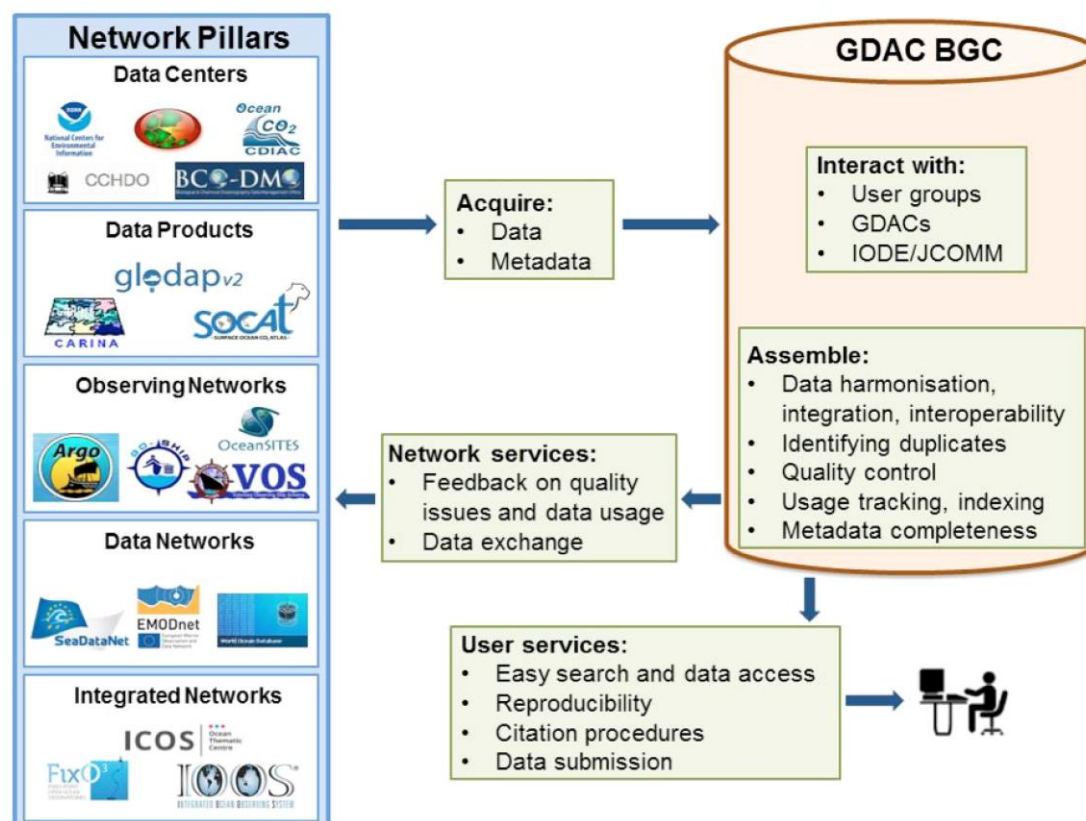 Network Pillars
Data Centers
NOAA
National Centers for
Environmental
Information
Ocean
CO2
CDIAC
CCHDO
BCO-DMO
Data Products
glodapv2
CARINA
SOCAT
SURFACE OCEAN CO2 ATLAS
Observing Networks
Argo
GO-SHIP
OceanSITES
VOS
Data Networks
SeaDataNet
EMODnet
World Ocean Database
Integrated Networks
ICOS
Ocean
Thematic
Centre
FixO3
IOOS®
INTEGRATED OCEAN OBSERVING SYSTEM
Acquire:
• Data
• Metadata
GDAC BGC
Interact with:
• User groups
• GDACs
• IODE/JCOMM
Assemble:
• Data harmonisation,
integration, interoperability
• Identifying duplicates
• Quality control
• Usage tracking, indexing
• Metadata completeness
Network services:
• Feedback on quality
issues and data usage
• Data exchange
User services:
• Easy search and data access
• Reproducibility
• Citation procedures
• Data submission